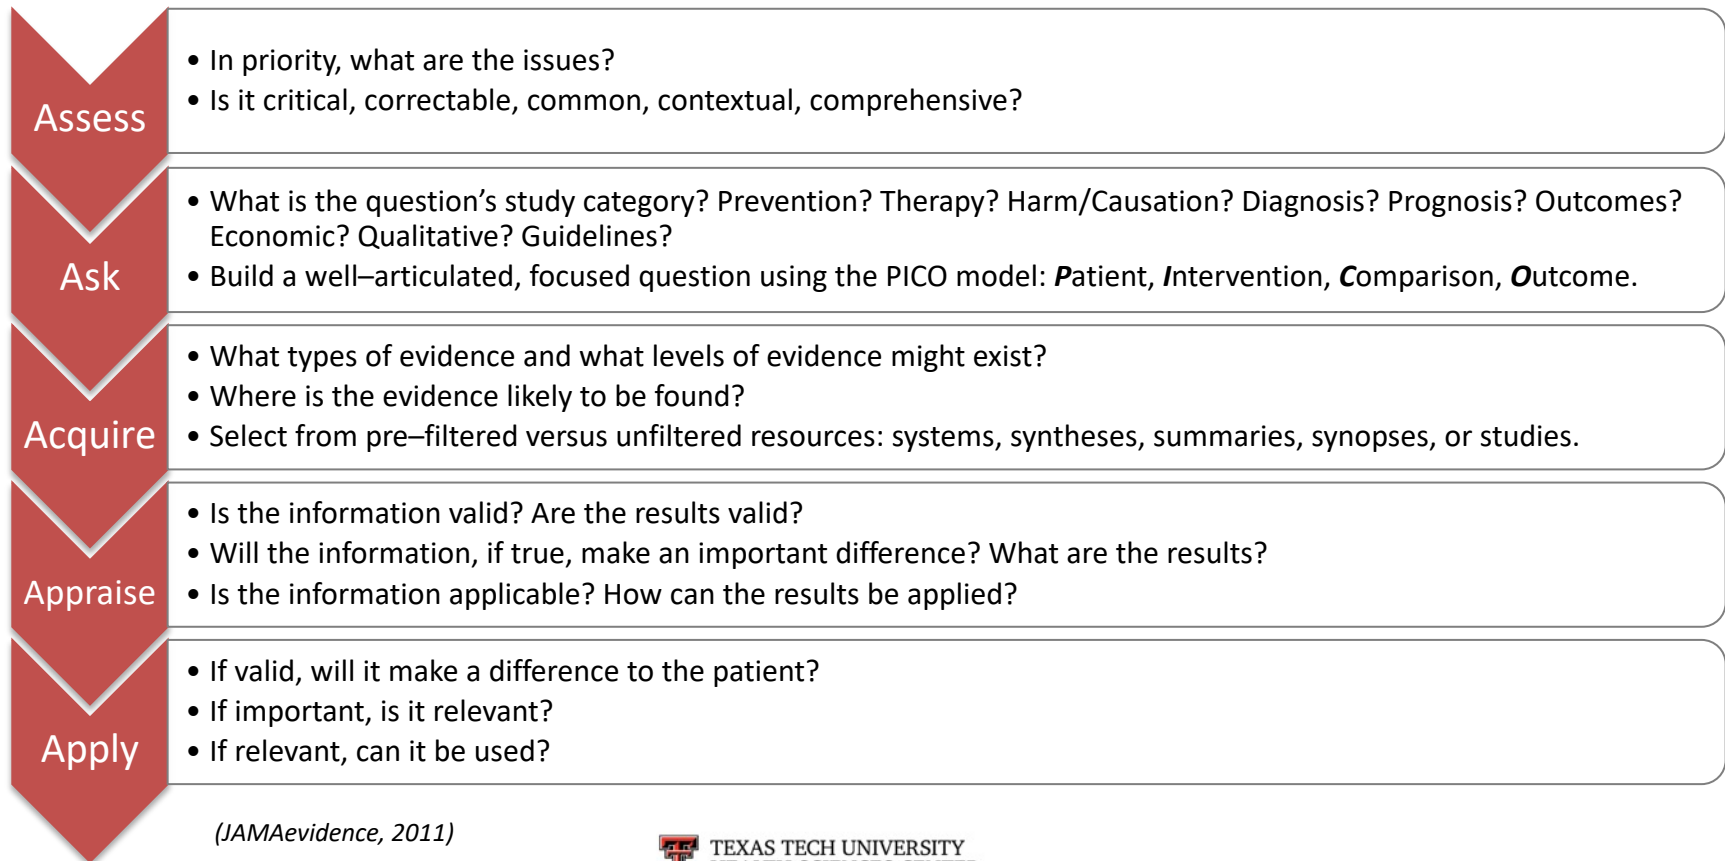 Assess
• In priority, what are the issues?
• Is it critical, correctable, common, contextual, comprehensive?
Ask
• What is the question’s study category? Prevention? Therapy? Harm/Causation? Diagnosis? Prognosis? Outcomes?
Economic? Qualitative? Guidelines?
• Build a well–articulated, focused question using the PICO model: Patient, Intervention, Comparison, Outcome.
Acquire
• What types of evidence and what levels of evidence might exist?
• Where is the evidence likely to be found?
• Select from pre–filtered versus unfiltered resources: systems, syntheses, summaries, synopses, or studies.
Appraise
• Is the information valid? Are the results valid?
• Will the information, if true, make an important difference? What are the results?
• Is the information applicable? How can the results be applied?
Apply
• If valid, will it make a difference to the patient?
• If important, is it relevant?
• If relevant, can it be used?
(JAMAevidence, 2011)
TEXAS TECH UNIVERSITY